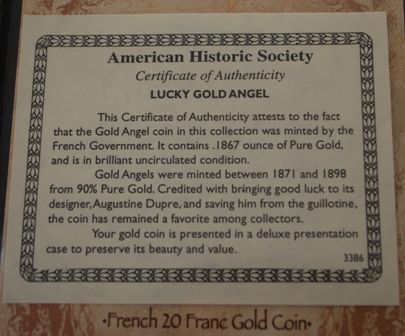 American Historic Society
Certificate of Authenticity
LUCKY GOLD ANGEL
This Certificate of Authenticity attests to the fact
that the Gold Angel coin in this collection was minted by the
French Government. It contains .1867 ounce of Pure Gold,
and is in brilliant uncirculated condition.
Gold Angels were minted between 1871 and 1898
from 90% Pure Gold. Credited with bringing good luck to its
designer, Augustine Dupre, and saving him from the guillotine,
the coin has remained a favorite among collectors.
Your gold coin is presented in a deluxe presentation
case to preserve its beauty and value.
3386
·French 20 Franc Gold Coin·